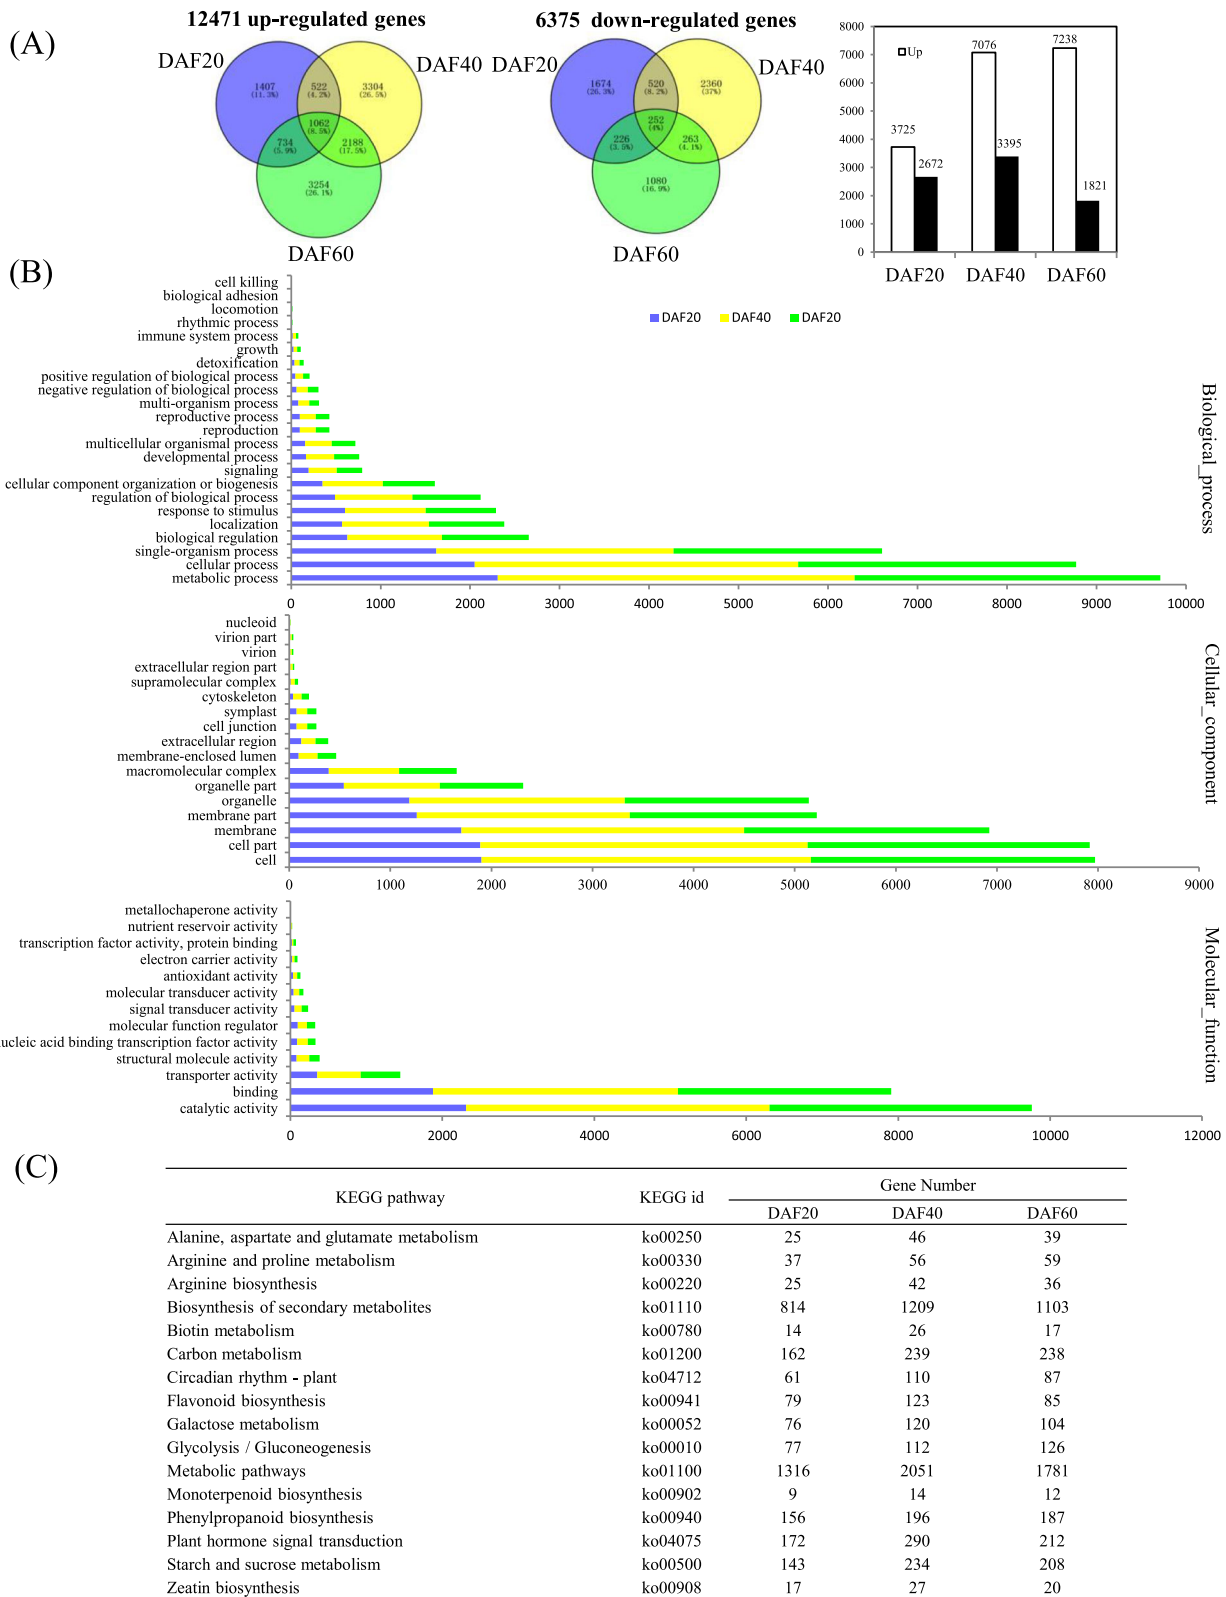 (A)
12471 up-regulated genes
6375 down-regulated genes
DAF20
DAF40
DAF60
1407
(11.3%)
522
(4.2%)
3304
(26.5%)
1062
(8.5%)
734
(5.9%)
2188
(17.5%)
3254
(26.1%)
DAF20
DAF40
DAF60
1674
(26.3%)
520
(8.2%)
2360
(37%)
252
(4%)
226
(3.5%)
263
(4.1%)
1080
(16.9%)
8000
7000
6000
5000
4000
3000
2000
1000
0
Up
3725
2672
7076
3395
7238
1821
DAF20 DAF40 DAF60
(B)
DAF20 DAF40 DAF20
cell killing
biological adhesion
locomotion
rhythmic process
immune system process
growth
detoxification
positive regulation of biological process
negative regulation of biological process
multi-organism process
reproductive process
reproduction
multicellular organismal process
developmental process
signaling
cellular component organization or biogenesis
regulation of biological process
response to stimulus
localization
biological regulation
single-organism process
cellular process
metabolic process
0 1000 2000 3000 4000 5000 6000 7000 8000 9000 10000
Biological_process
nucleoid
virion part
virion
extracellular region part
supramolecular complex
cytoskeleton
symplast
cell junction
extracellular region
membrane-enclosed lumen
macromolecular complex
organelle part
organelle
membrane part
membrane
cell part
cell
0 1000 2000 3000 4000 5000 6000 7000 8000 9000
Cellular_component
metallochaperone activity
nutrient reservoir activity
transcription factor activity, protein binding
electron carrier activity
antioxidant activity
molecular transducer activity
signal transducer activity
molecular function regulator
nucleic acid binding transcription factor activity
structural molecule activity
transporter activity
binding
catalytic activity
0 2000 4000 6000 8000 10000 12000
Molecular_function
(C)
KEGG pathway KEGG id Gene Number
DAF20 DAF40 DAF60
Alanine, aspartate and glutamate metabolism ko00250 25 46 39
Arginine and proline metabolism ko00330 37 56 59
Arginine biosynthesis ko00220 25 42 36
Biosynthesis of secondary metabolites ko01110 814 1209 1103
Biotin metabolism ko00780 14 26 17
Carbon metabolism ko01200 162 239 238
Circadian rhythm - plant ko04712 61 110 87
Flavonoid biosynthesis ko00941 79 123 85
Galactose metabolism ko00052 76 120 104
Glycolysis / Gluconeogenesis ko00010 77 112 126
Metabolic pathways ko01100 1316 2051 1781
Monoterpenoid biosynthesis ko00902 9 14 12
Phenylpropanoid biosynthesis ko00940 156 196 187
Plant hormone signal transduction ko04075 172 290 212
Starch and sucrose metabolism ko00500 143 234 208
Zeatin biosynthesis ko00908 17 27 20